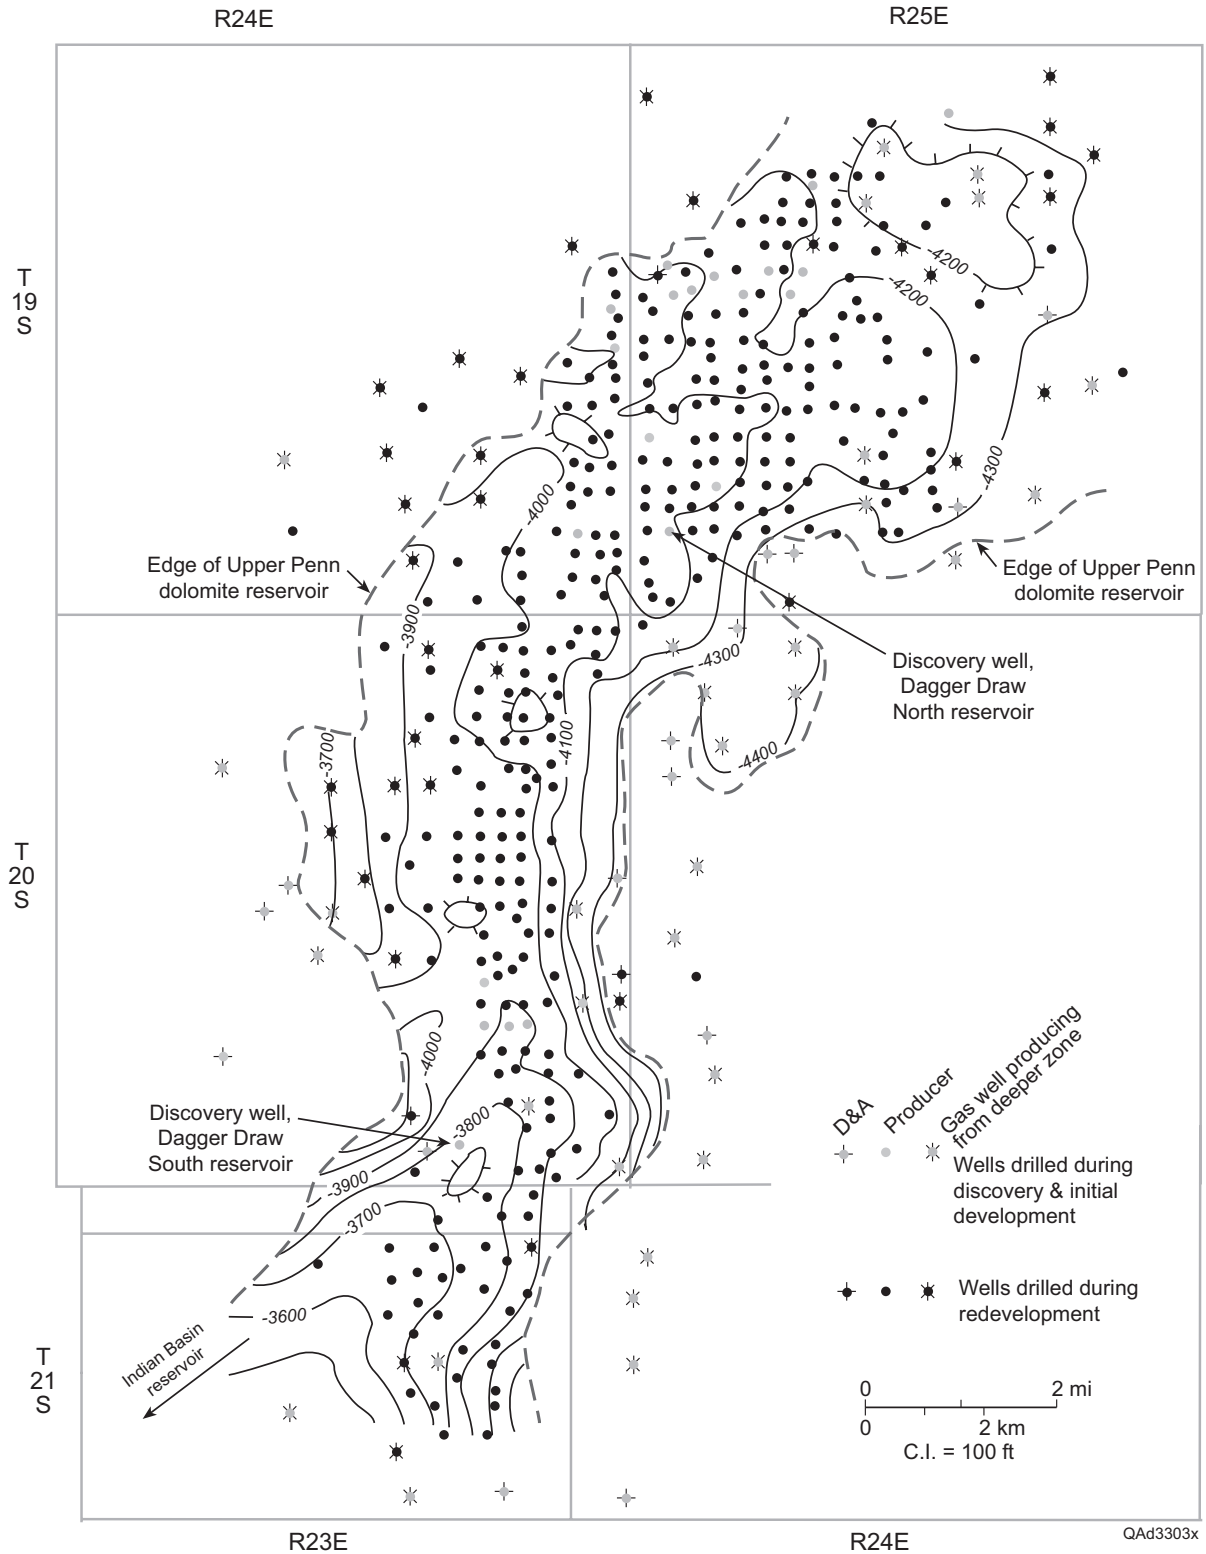 R24E
R25E
T
19
S
-4200
-4200
-4300
-4000
Edge of Upper Penn
dolomite reservoir
Edge of Upper Penn
dolomite reservoir
-3900
-4300
Discovery well,
Dagger Draw
North reservoir
-4100
-3700
-4400
T
20
S
-4000
Discovery well,
Dagger Draw
South reservoir
-3800
D&A
Producer
Gas well producing
from deeper zone
Wells drilled during
discovery & initial
development
-3900
-3700
Wells drilled during
redevelopment
-3600
Indian Basin
reservoir
T
21
S
0
2 mi
0
2 km
C.I. = 100 ft
R23E
R24E
QAd3303x